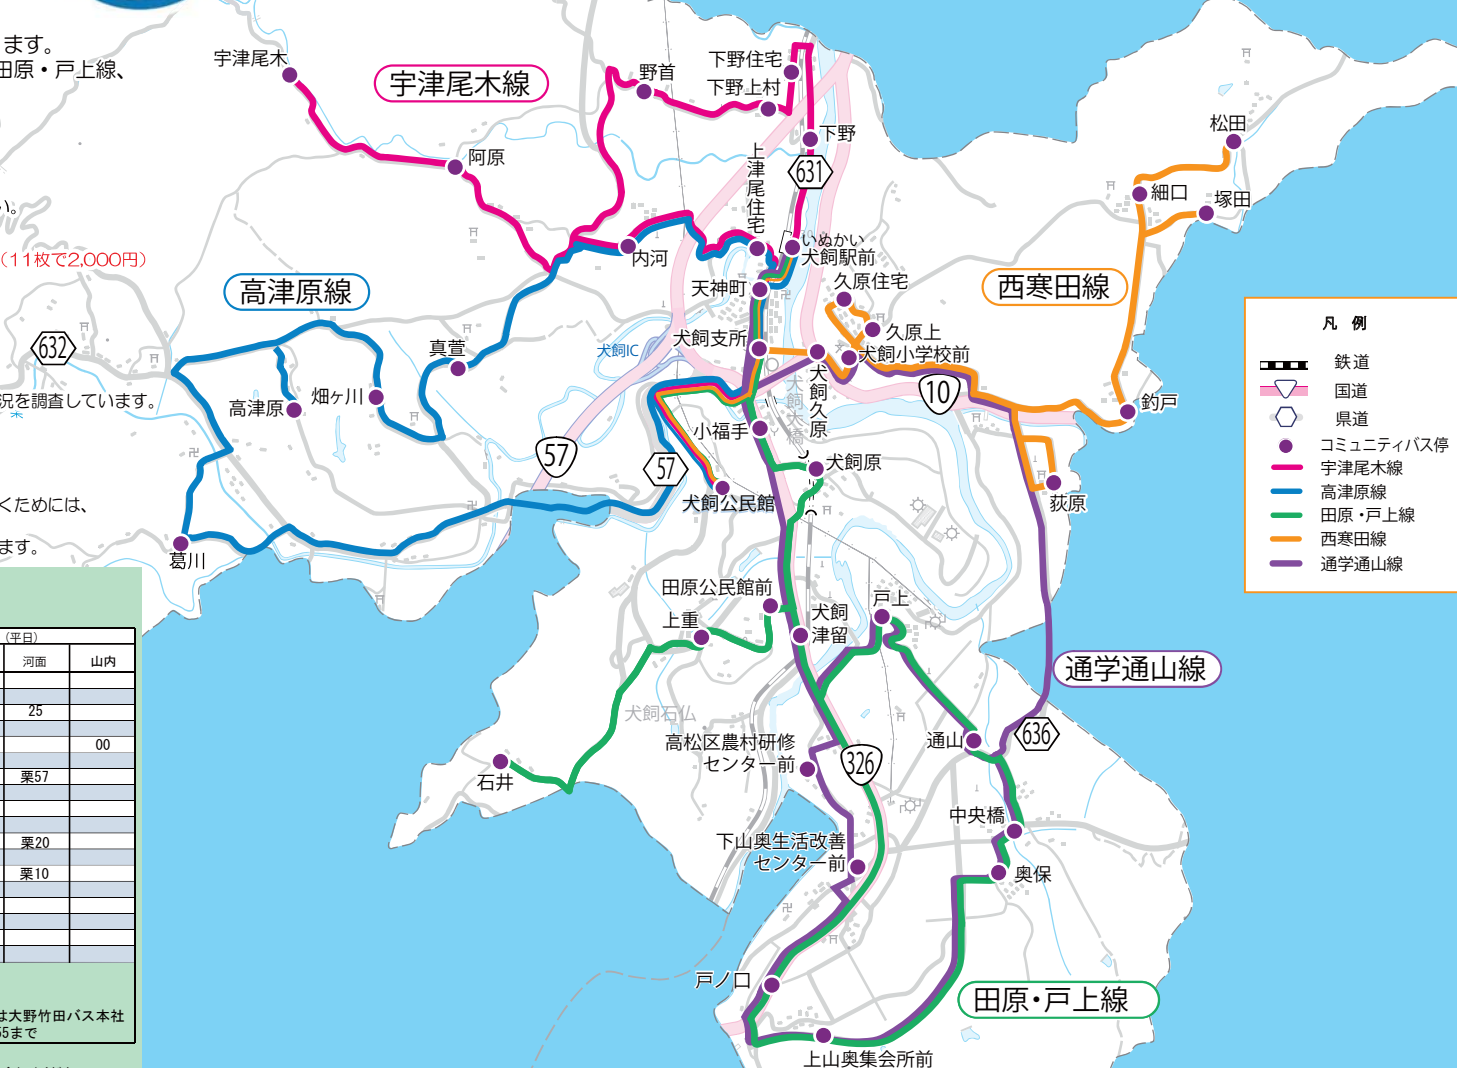 ます。
田原・戸上線、
い。
（11枚で2,000円）
況を調査しています。
くためには、
ます。
（平日）
河面
山内
25
00
栗57
栗20
栗10
は大野竹田バス本社
55まで
宇津尾木
宇津尾木線
野首
下野住宅
下野上村
下野
阿原
上津尾住宅
631
内河
いぬかい
犬飼駅前
天神町
久原住宅
久原上
犬飼支所
犬飼小学校前
犬飼久原
犬飼大橋
犬飼IC
高津原線
632
真萱
畑ヶ川
高津原
葛川
57
57
小福手
犬飼原
犬飼公民館
西寒田線
松田
細口
塚田
釣戸
10
荻原
凡 例
鉄道
国道
県道
コミュニティバス停
宇津尾木線
高津原線
田原・戸上線
西寒田線
通学通山線
田原公民館前
上重
犬飼津留
戸上
通学通山線
犬飼石仏
石井
高松区農村研修
センター前
326
通山
636
中央橋
奥保
下山奥生活改善
センター前
戸ノ口
田原・戸上線
上山奥集会所前